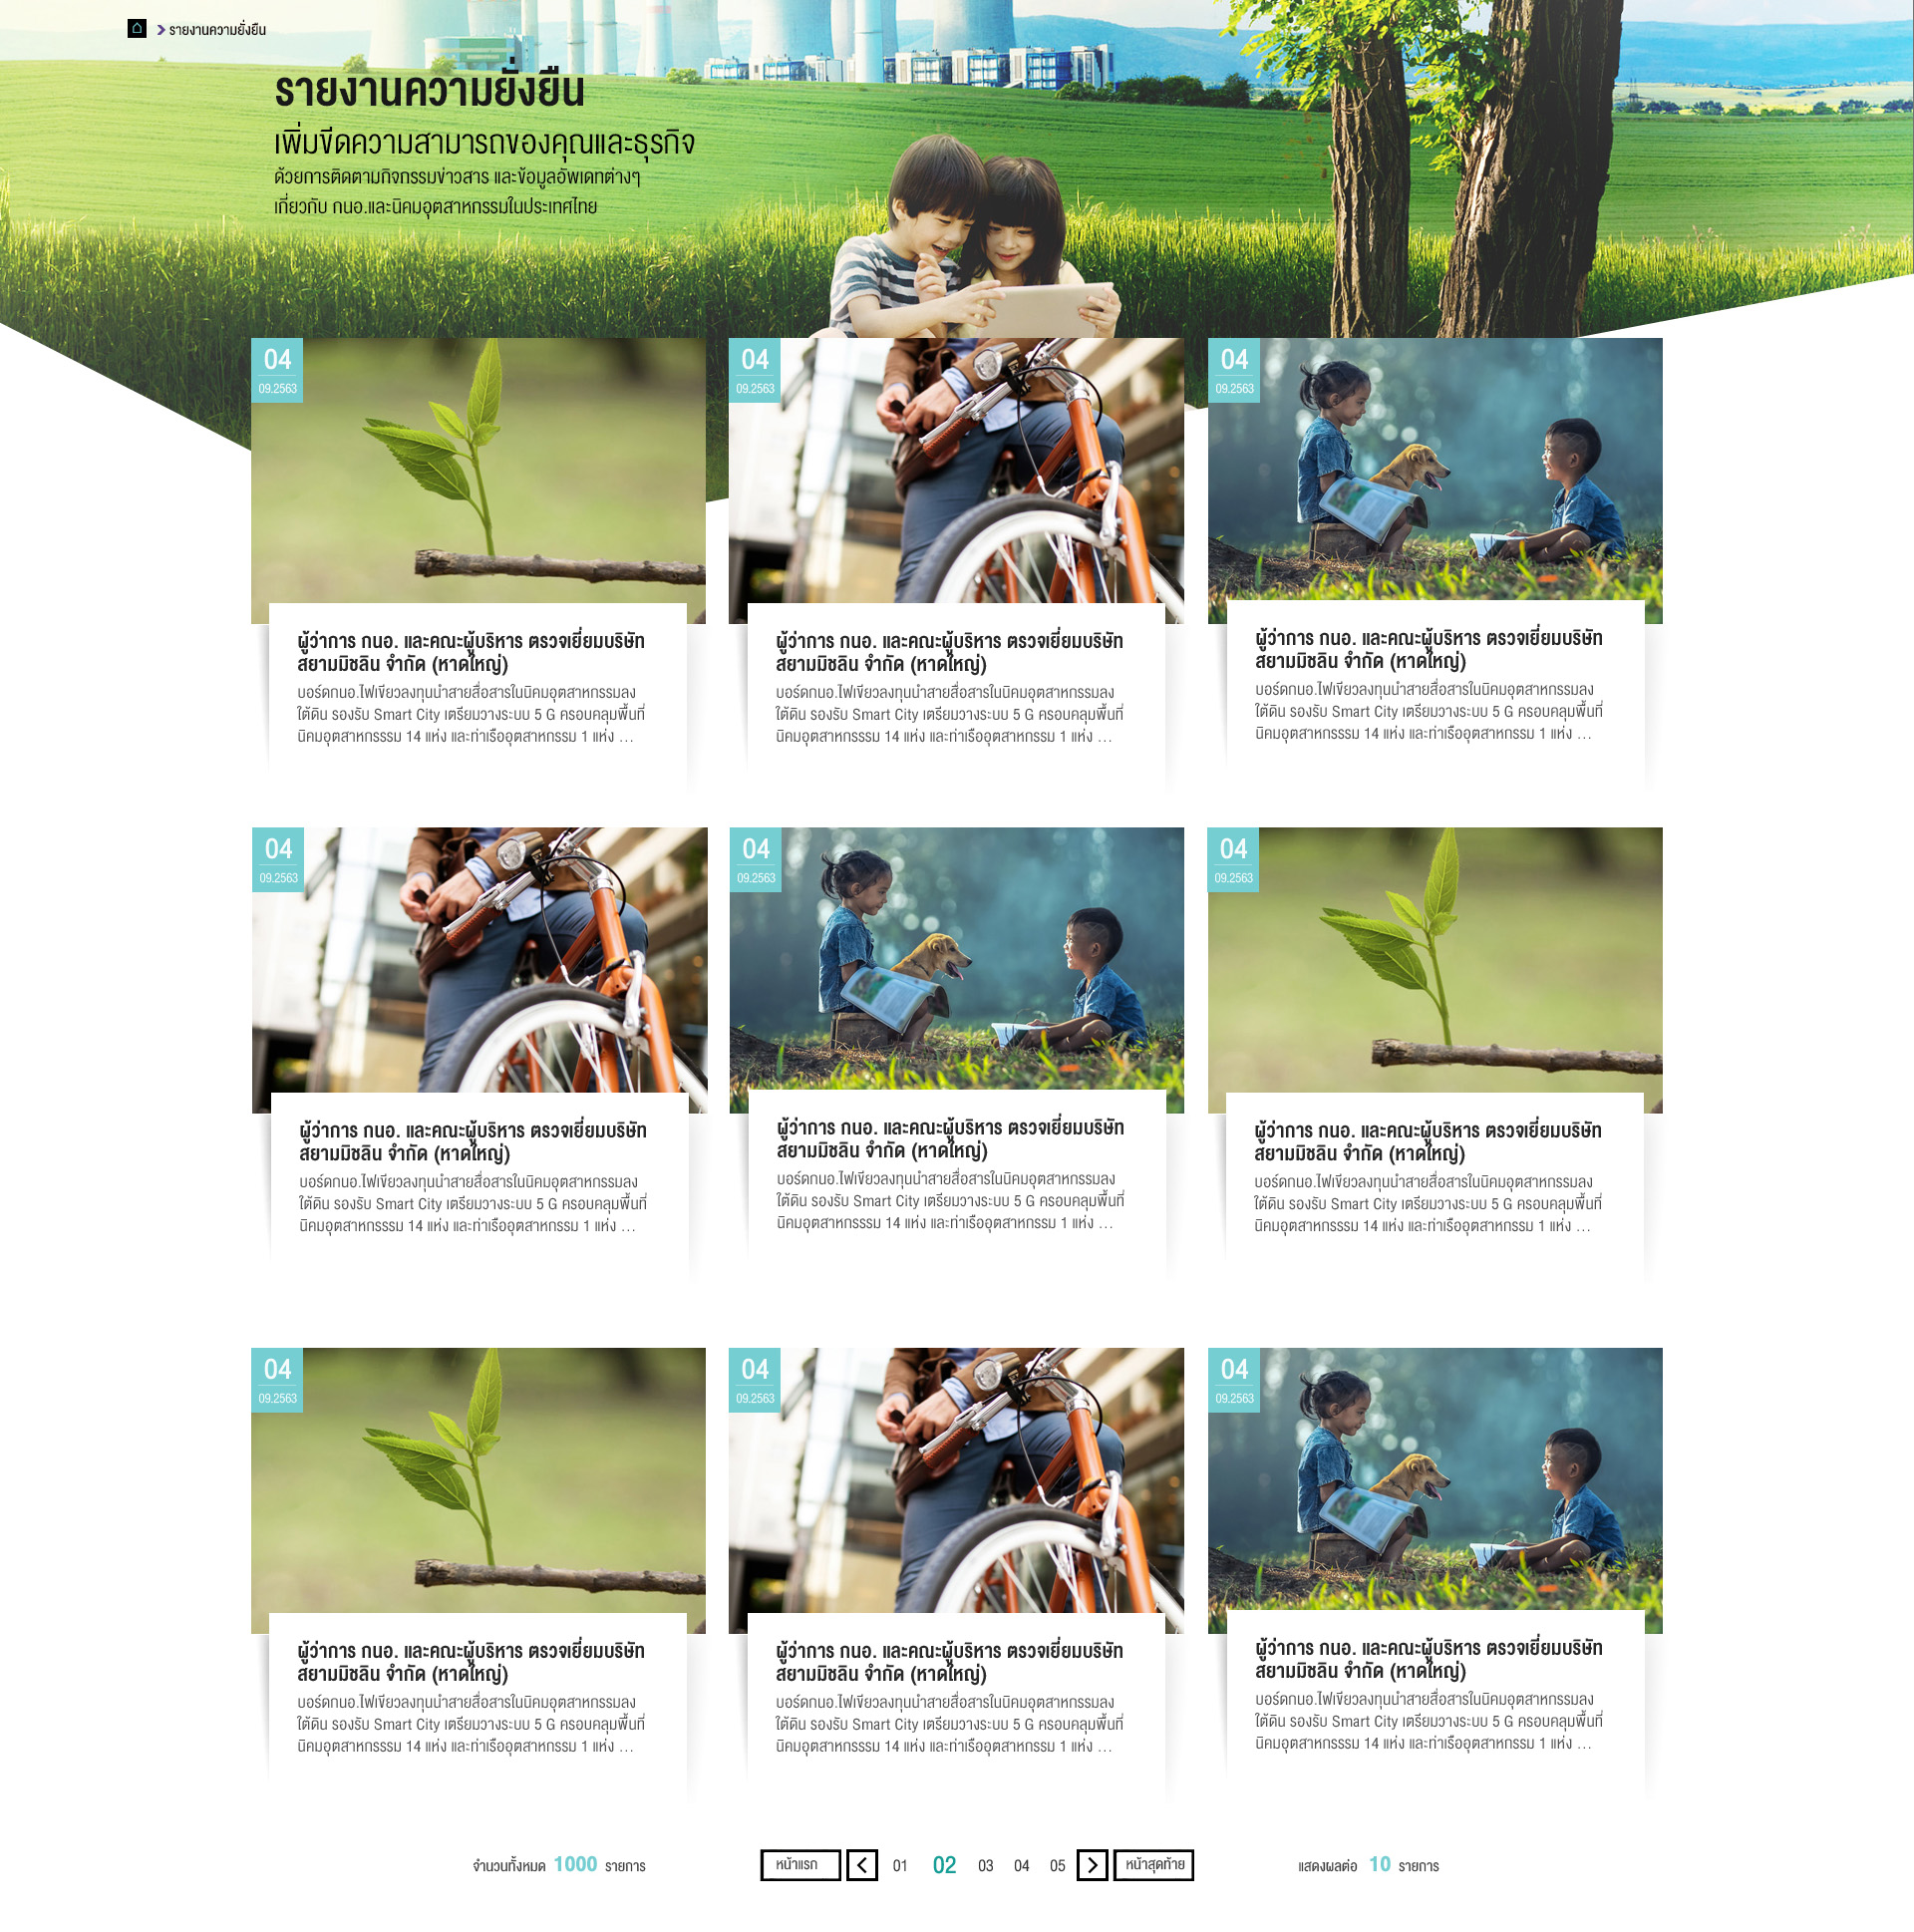 รายงานความยั่งยืน
รายงานความยั่งยืน
เพิ่มขีดความสามารถของคุณและธุรกิจ
ด้วยการติดตามกิจกรรมข่าวสาร และข้อมูลอัพเดทต่างๆ
เกี่ยวกับ กนอ.และนิคมอุตสาหกรรมในประเทศไทย
04
09.2563
ผู้ว่าการ กนอ. และคณะผู้บริหาร ตรวจเยี่ยมบริษัท
สยามมิชลิน จำกัด (หาดใหญ่)
บอร์ดกนอ.ไฟเขียวลงทุนนำสายสื่อสารในนิคมอุตสาหกรรมลง
ใต้ดิน รองรับ Smart City เตรียมวางระบบ 5 G ครอบคลุมพื้นที่
นิคมอุตสาหกรรรม 14 แห่ง และท่าเรืออุตสาหกรรม 1 แห่ง ...
04
09.2563
ผู้ว่าการ กนอ. และคณะผู้บริหาร ตรวจเยี่ยมบริษัท
สยามมิชลิน จำกัด (หาดใหญ่)
บอร์ดกนอ.ไฟเขียวลงทุนนำสายสื่อสารในนิคมอุตสาหกรรมลง
ใต้ดิน รองรับ Smart City เตรียมวางระบบ 5 G ครอบคลุมพื้นที่
นิคมอุตสาหกรรรม 14 แห่ง และท่าเรืออุตสาหกรรม 1 แห่ง ...
04
09.2563
ผู้ว่าการ กนอ. และคณะผู้บริหาร ตรวจเยี่ยมบริษัท
สยามมิชลิน จำกัด (หาดใหญ่)
บอร์ดกนอ.ไฟเขียวลงทุนนำสายสื่อสารในนิคมอุตสาหกรรมลง
ใต้ดิน รองรับ Smart City เตรียมวางระบบ 5 G ครอบคลุมพื้นที่
นิคมอุตสาหกรรรม 14 แห่ง และท่าเรืออุตสาหกรรม 1 แห่ง ...
04
09.2563
ผู้ว่าการ กนอ. และคณะผู้บริหาร ตรวจเยี่ยมบริษัท
สยามมิชลิน จำกัด (หาดใหญ่)
บอร์ดกนอ.ไฟเขียวลงทุนนำสายสื่อสารในนิคมอุตสาหกรรมลง
ใต้ดิน รองรับ Smart City เตรียมวางระบบ 5 G ครอบคลุมพื้นที่
นิคมอุตสาหกรรรม 14 แห่ง และท่าเรืออุตสาหกรรม 1 แห่ง ...
04
09.2563
ผู้ว่าการ กนอ. และคณะผู้บริหาร ตรวจเยี่ยมบริษัท
สยามมิชลิน จำกัด (หาดใหญ่)
บอร์ดกนอ.ไฟเขียวลงทุนนำสายสื่อสารในนิคมอุตสาหกรรมลง
ใต้ดิน รองรับ Smart City เตรียมวางระบบ 5 G ครอบคลุมพื้นที่
นิคมอุตสาหกรรรม 14 แห่ง และท่าเรืออุตสาหกรรม 1 แห่ง ...
04
09.2563
ผู้ว่าการ กนอ. และคณะผู้บริหาร ตรวจเยี่ยมบริษัท
สยามมิชลิน จำกัด (หาดใหญ่)
บอร์ดกนอ.ไฟเขียวลงทุนนำสายสื่อสารในนิคมอุตสาหกรรมลง
ใต้ดิน รองรับ Smart City เตรียมวางระบบ 5 G ครอบคลุมพื้นที่
นิคมอุตสาหกรรรม 14 แห่ง และท่าเรืออุตสาหกรรม 1 แห่ง ...
04
09.2563
ผู้ว่าการ กนอ. และคณะผู้บริหาร ตรวจเยี่ยมบริษัท
สยามมิชลิน จำกัด (หาดใหญ่)
บอร์ดกนอ.ไฟเขียวลงทุนนำสายสื่อสารในนิคมอุตสาหกรรมลง
ใต้ดิน รองรับ Smart City เตรียมวางระบบ 5 G ครอบคลุมพื้นที่
นิคมอุตสาหกรรรม 14 แห่ง และท่าเรืออุตสาหกรรม 1 แห่ง ...
04
09.2563
ผู้ว่าการ กนอ. และคณะผู้บริหาร ตรวจเยี่ยมบริษัท
สยามมิชลิน จำกัด (หาดใหญ่)
บอร์ดกนอ.ไฟเขียวลงทุนนำสายสื่อสารในนิคมอุตสาหกรรมลง
ใต้ดิน รองรับ Smart City เตรียมวางระบบ 5 G ครอบคลุมพื้นที่
นิคมอุตสาหกรรรม 14 แห่ง และท่าเรืออุตสาหกรรม 1 แห่ง ...
04
09.2563
ผู้ว่าการ กนอ. และคณะผู้บริหาร ตรวจเยี่ยมบริษัท
สยามมิชลิน จำกัด (หาดใหญ่)
บอร์ดกนอ.ไฟเขียวลงทุนนำสายสื่อสารในนิคมอุตสาหกรรมลง
ใต้ดิน รองรับ Smart City เตรียมวางระบบ 5 G ครอบคลุมพื้นที่
นิคมอุตสาหกรรรม 14 แห่ง และท่าเรืออุตสาหกรรม 1 แห่ง ...
จำนวนทั้งหมด 1000 รายการ
หน้าแรก 01 02 03 04 05 หน้าสุดท้าย
แสดงผลต่อ 10 รายการ